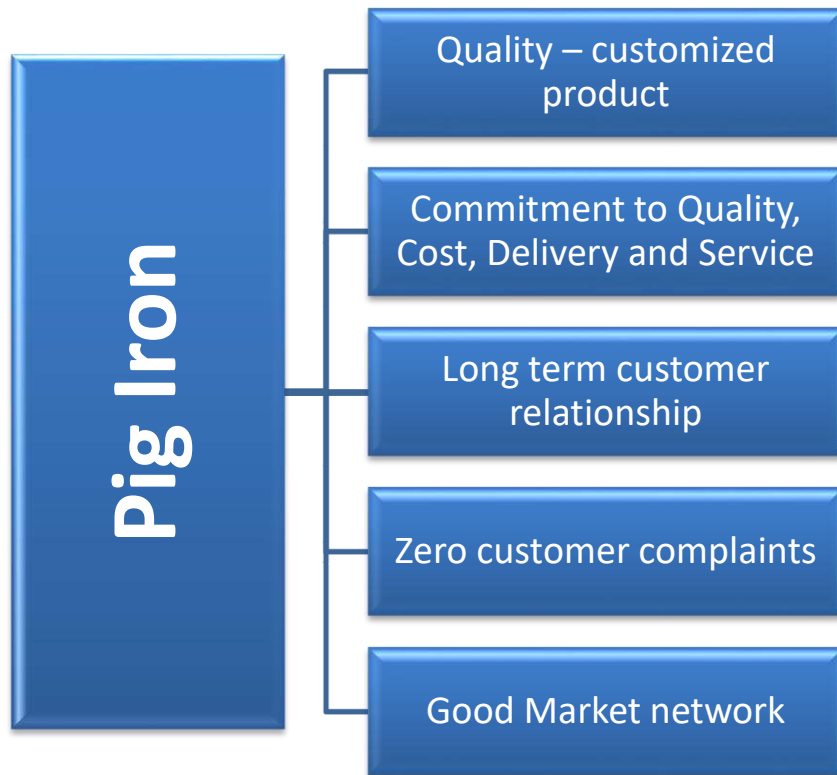 Pig Iron
Quality – customized
product
Commitment to Quality,
Cost, Delivery and Service
Long term customer
relationship
Zero customer complaints
Good Market network